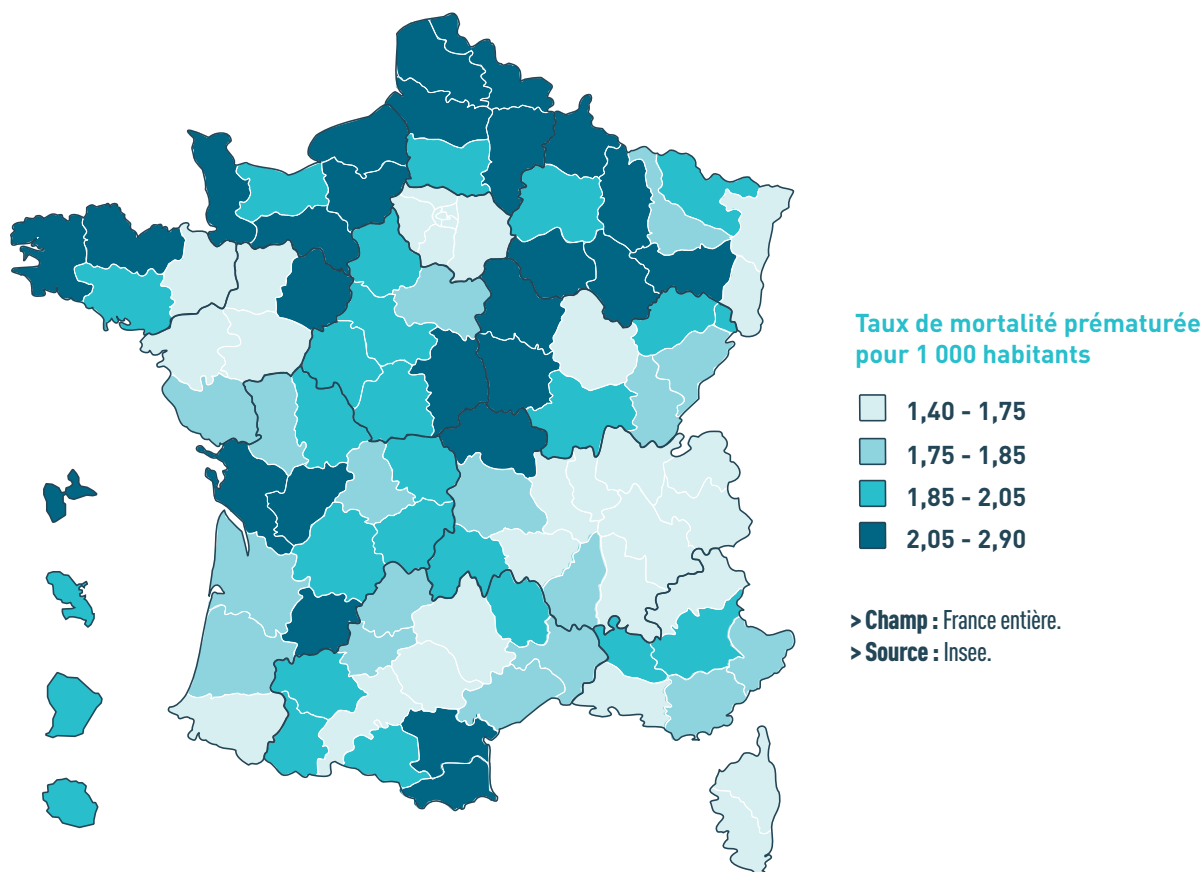 Taux de mortalité prématurée
pour 1 000 habitants
1,40 - 1,75
1,75 - 1,85
1,85 - 2,05
2,05 - 2,90
> Champ : France entière.
> Source : Insee.